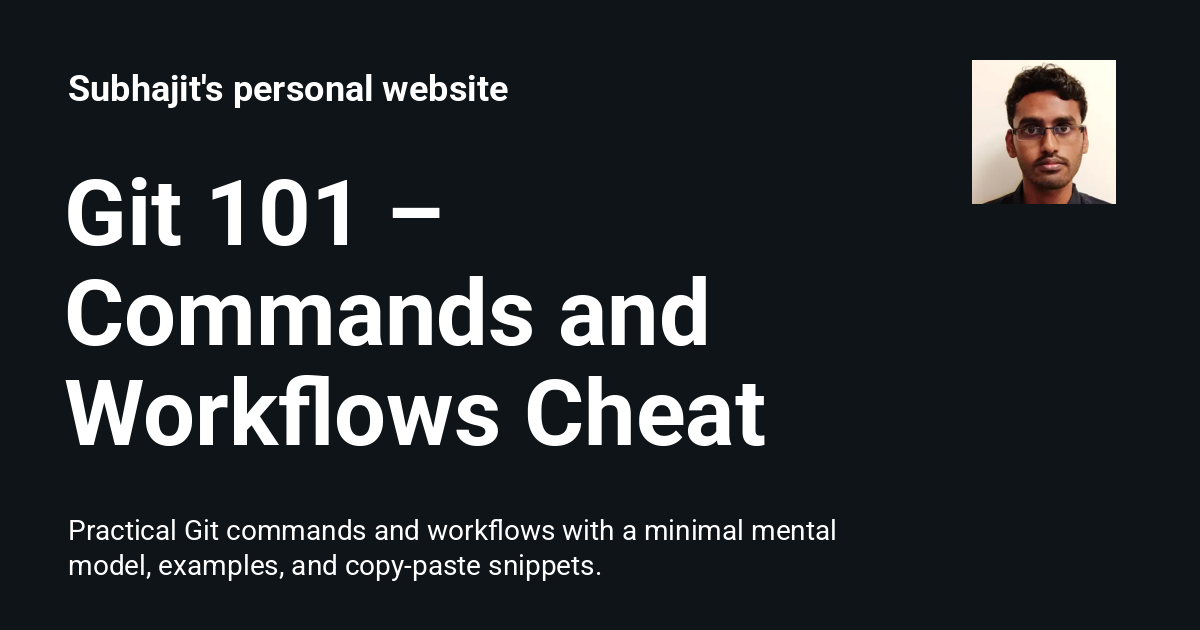 Subhajit's personal website
Git 101 –
Commands and
Workflows Cheat
Practical Git commands and workflows with a minimal mental
model, examples, and copy-paste snippets.